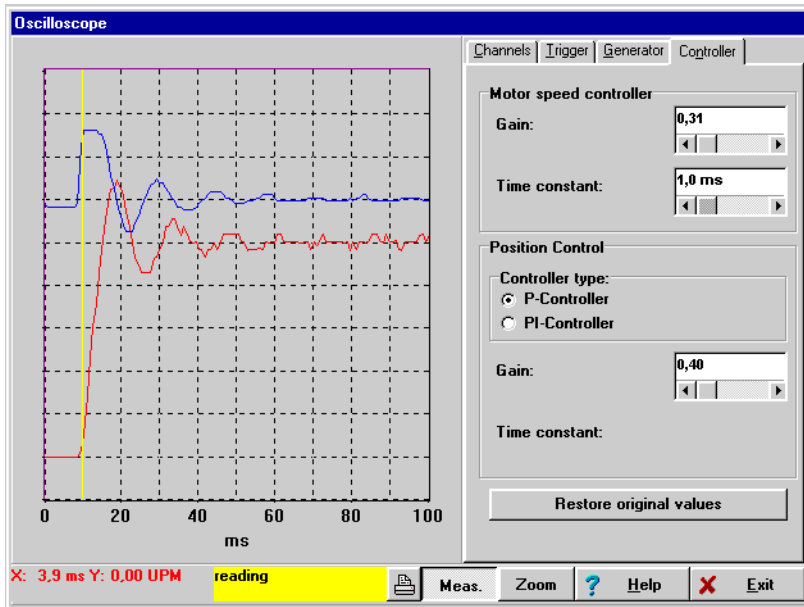 Oscilloscope
Channels Trigger Generator Controller
Motor speed controller
Gain:
0,31
Time constant:
1,0 ms
Position Control
Controller type:
P-Controller
PI-Controller
Gain:
0,40
Time constant:
Restore original values
0 20 40 60 80 100
ms
X: 3,9 ms Y: 0,00 UPM
reading
Meas.
Zoom
? Help
Exit